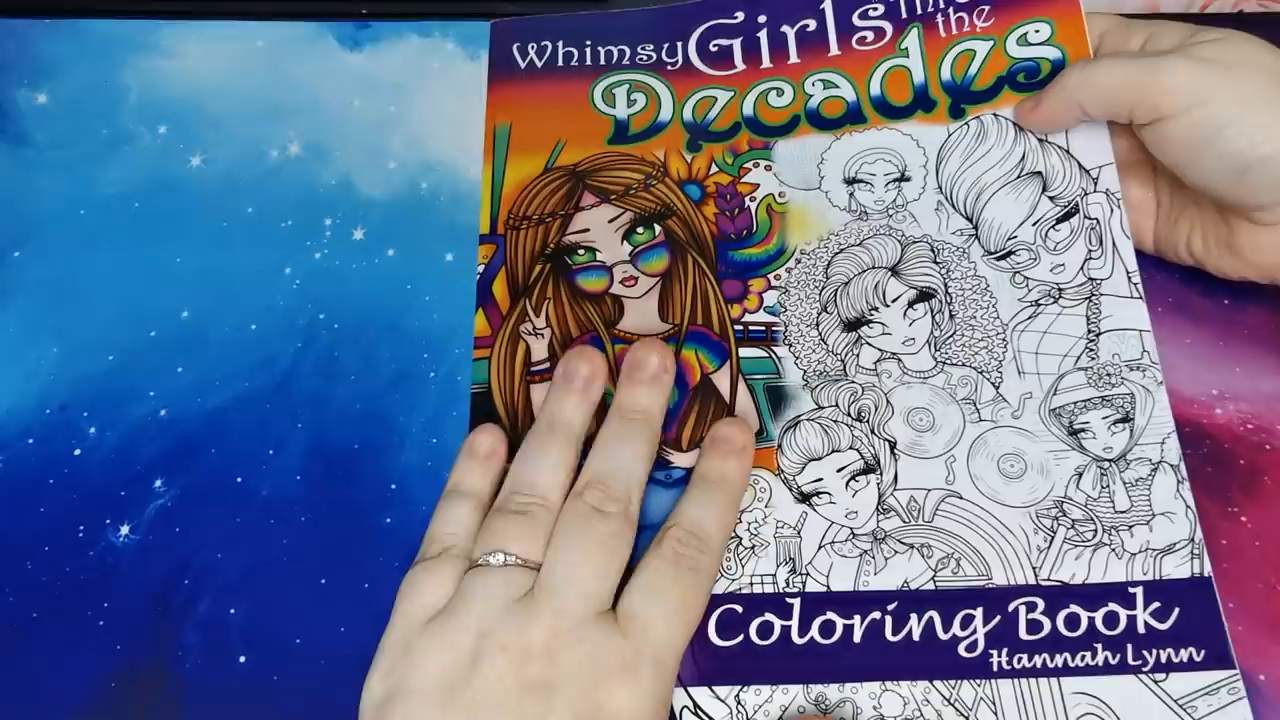 Whimsy Girls
the
Decades
Coloring Book
Hannah Lynn